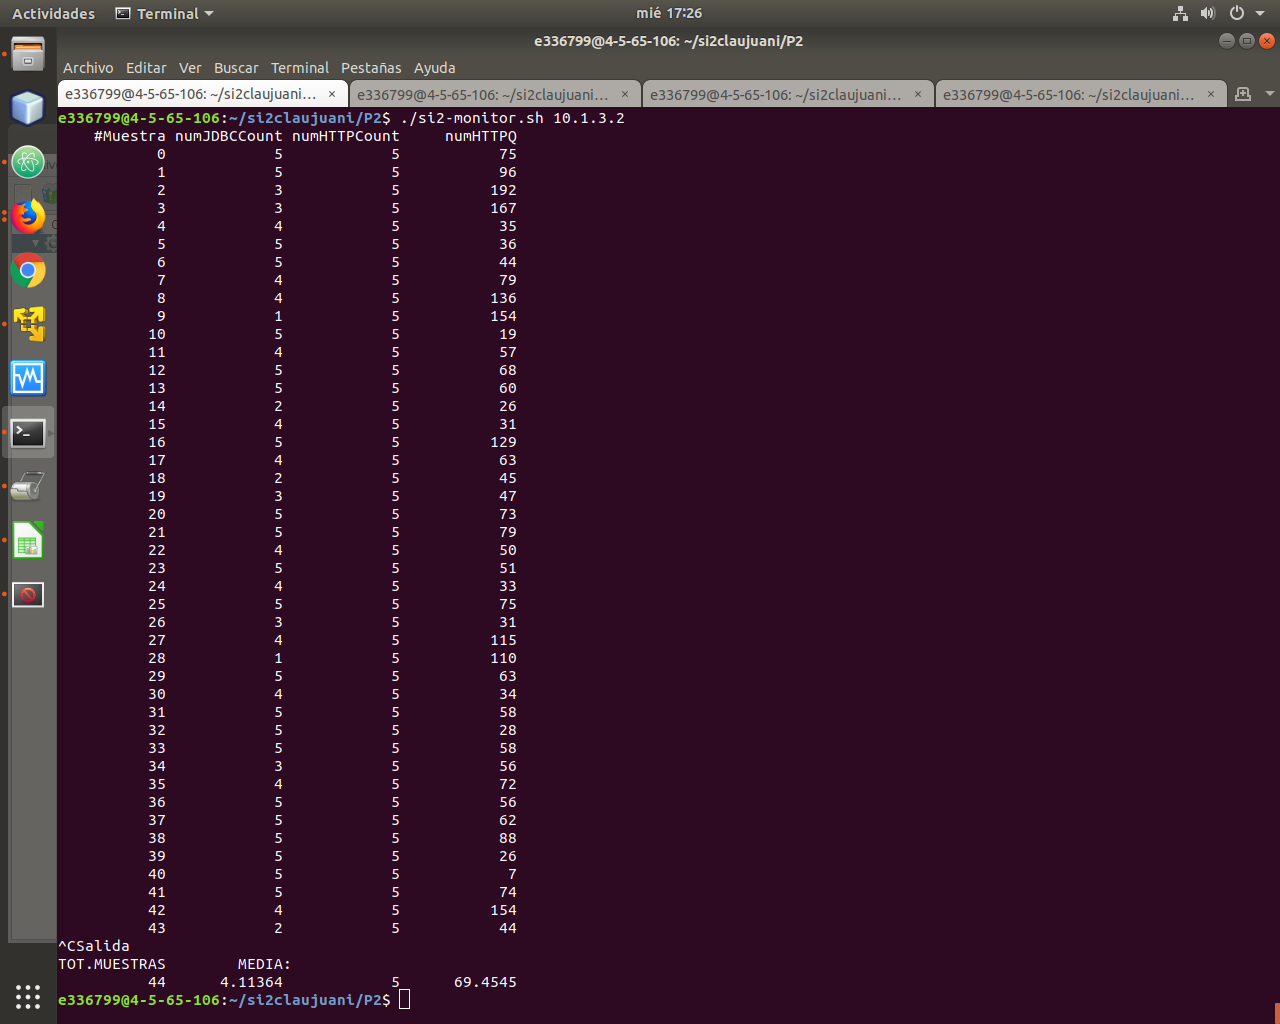 Actividades Terminal mié 17:26
e336799@4-5-65-106: ~/si2claujuani/P2
Archivo Editar Ver Buscar Terminal Pestañas Ayuda
e336799@4-5-65-106: ~/si2claujuani… × e336799@4-5-65-106: ~/si2claujuani… × e336799@4-5-65-106: ~/si2claujuani… × e336799@4-5-65-106: ~/si2claujuani… ×
e336799@4-5-65-106:~/si2claujuani/P2$ ./si2-monitor.sh 10.1.3.2
#Muestra numJDBCCount numHTTPCount numHTTPQ
0 5 5 75
1 5 5 96
2 3 5 192
3 3 5 167
4 4 5 35
5 5 5 36
6 5 5 44
7 4 5 79
8 4 5 136
9 1 5 154
10 5 5 19
11 4 5 57
12 5 5 68
13 5 5 60
14 2 5 26
15 4 5 31
16 5 5 129
17 4 5 63
18 2 5 45
19 3 5 47
20 5 5 73
21 5 5 79
22 4 5 50
23 5 5 51
24 4 5 33
25 5 5 75
26 3 5 31
27 4 5 115
28 1 5 110
29 5 5 63
30 4 5 34
31 5 5 58
32 5 5 28
33 5 5 58
34 3 5 56
35 4 5 72
36 5 5 56
37 5 5 62
38 5 5 88
39 5 5 26
40 5 5 7
41 5 5 74
42 4 5 154
43 2 5 44
^CSalida
TOT.MUESTRAS MEDIA:
44 4.11364 5 69.4545
e336799@4-5-65-106:~/si2claujuani/P2$